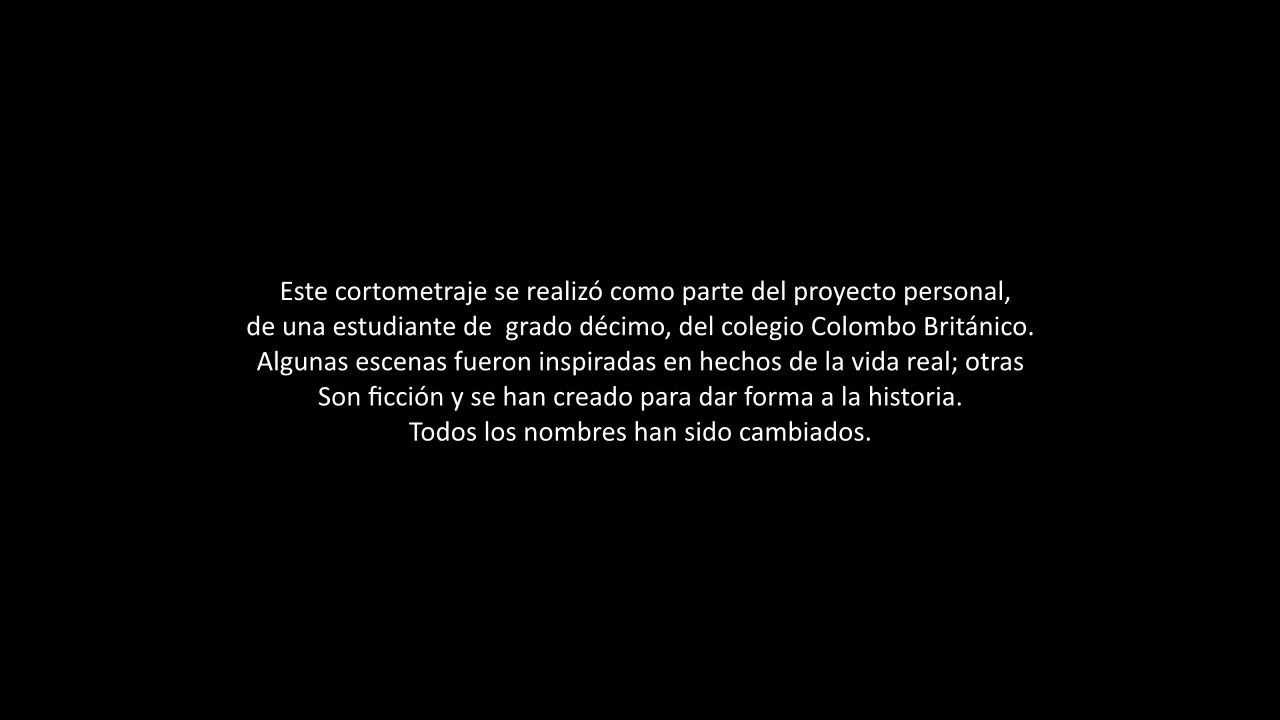 Este cortometraje se realizó como parte del proyecto personal,
de una estudiante de  grado décimo, del colegio Colombo Británico.
Algunas escenas fueron inspiradas en hechos de la vida real; otras
Son ficción y se han creado para dar forma a la historia.
Todos los nombres han sido cambiados.